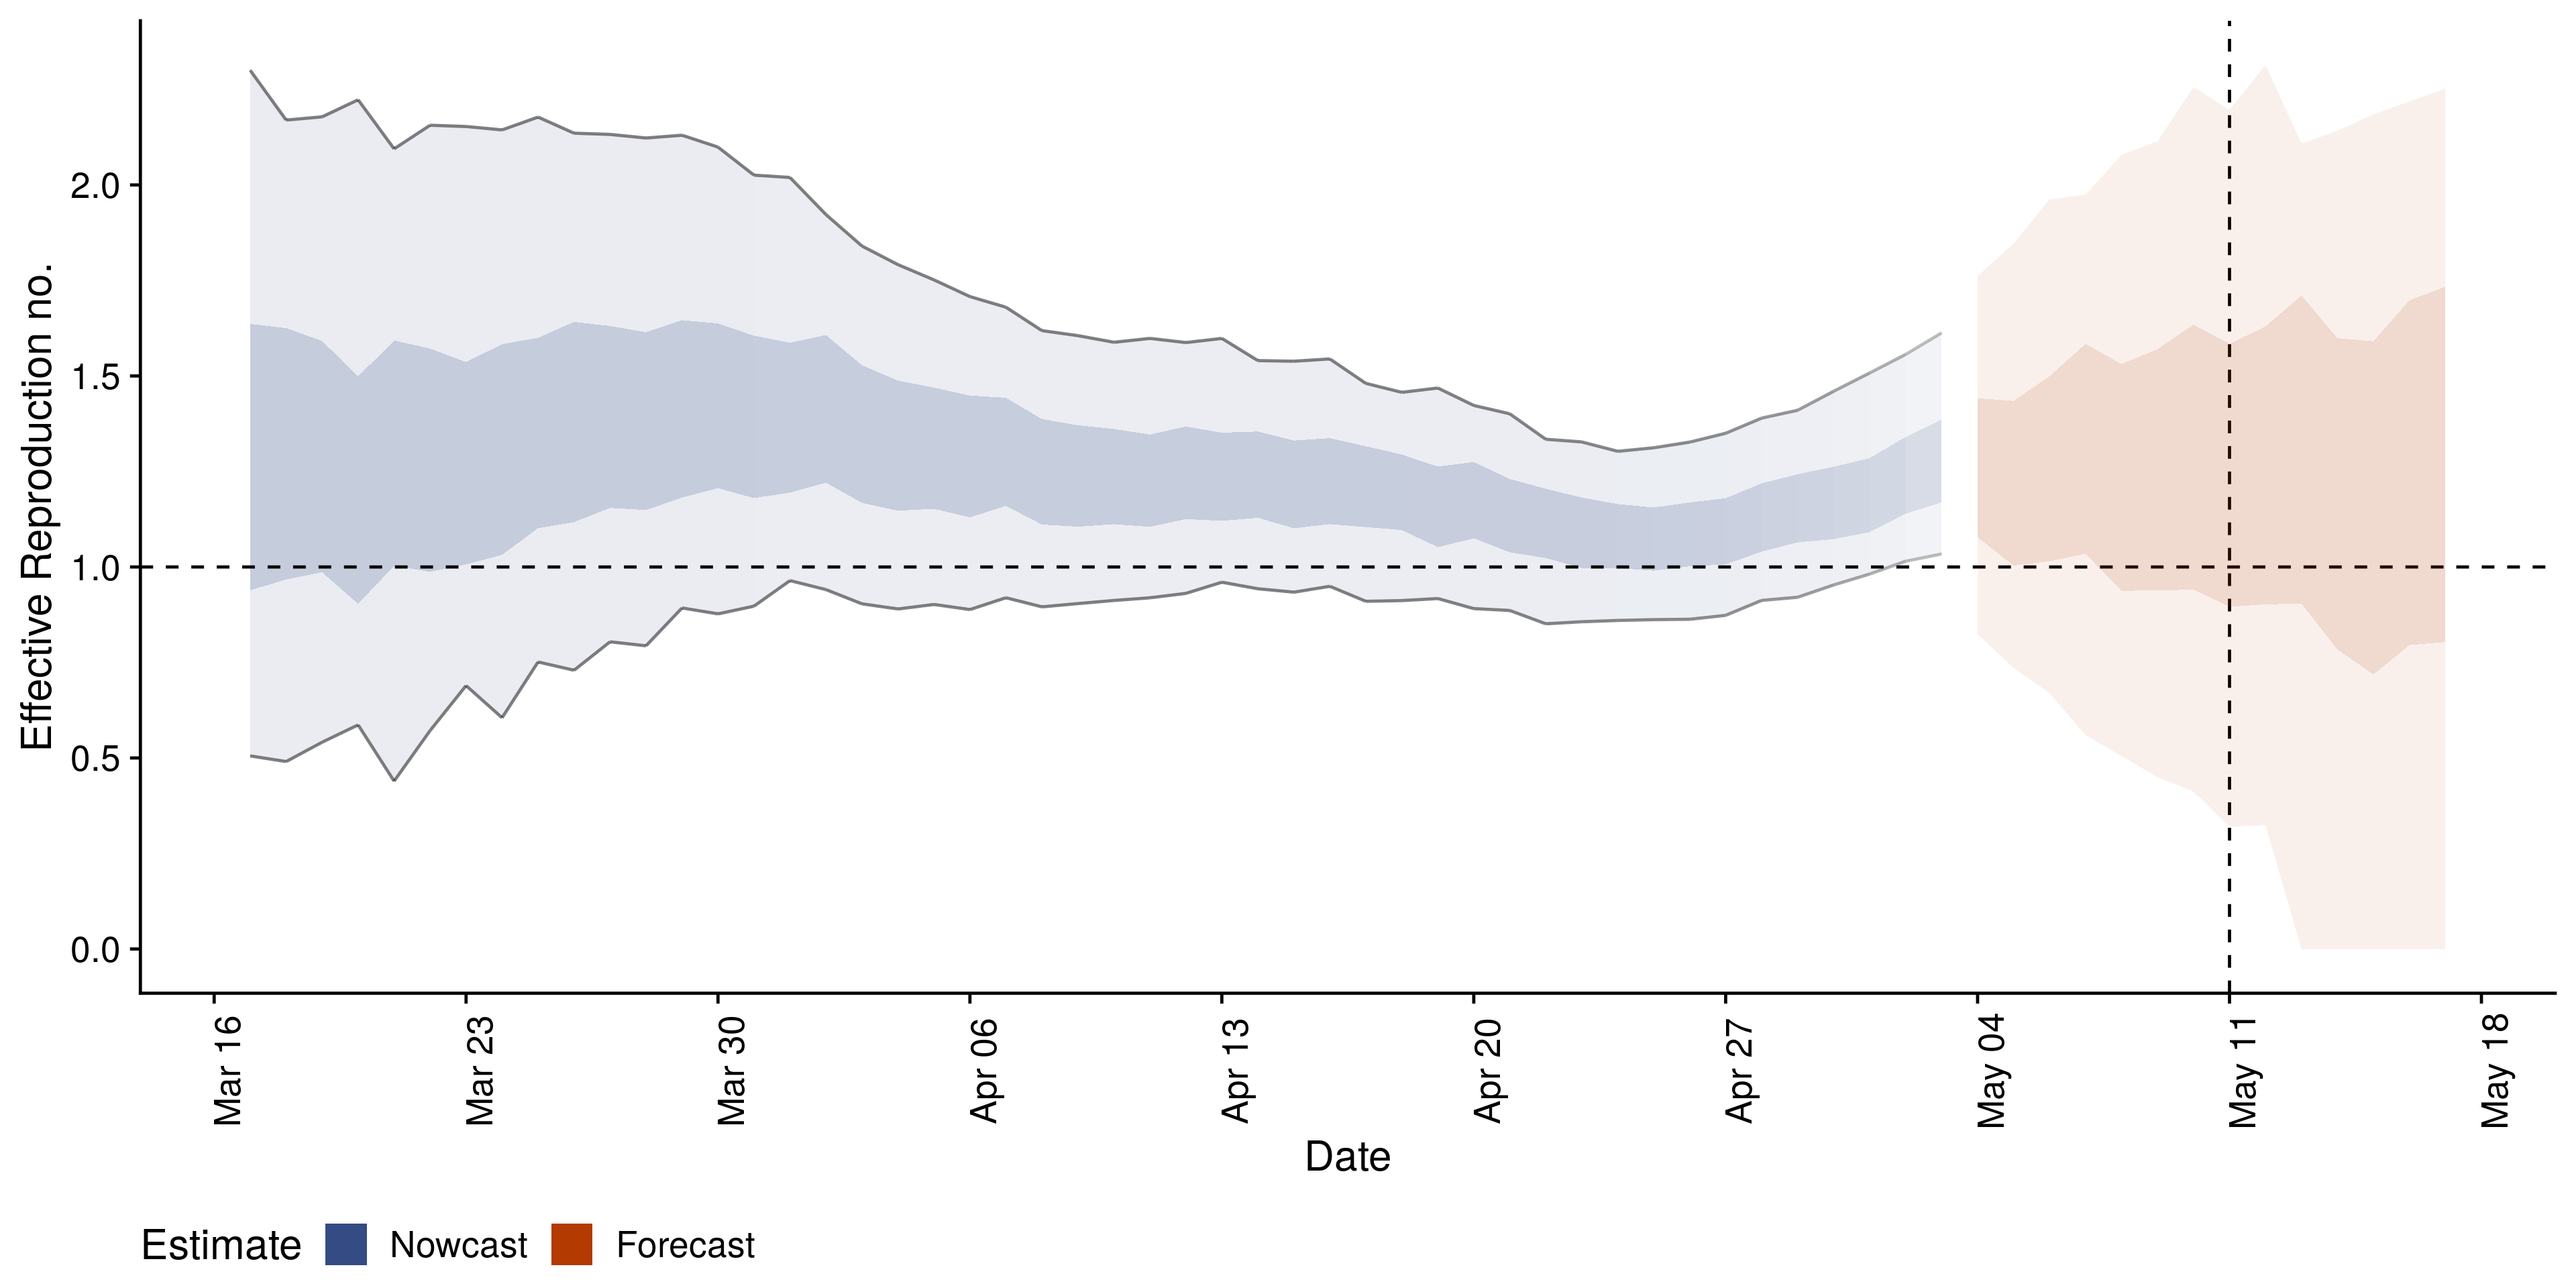 Effective Reproduction no.
2.0
1.5
1.0
0.5
0.0
Mar 16
Mar 23
Mar 30
Apr 06
Apr 13
Apr 20
Apr 27
May 04
May 11
May 18
Date
Estimate Nowcast Forecast